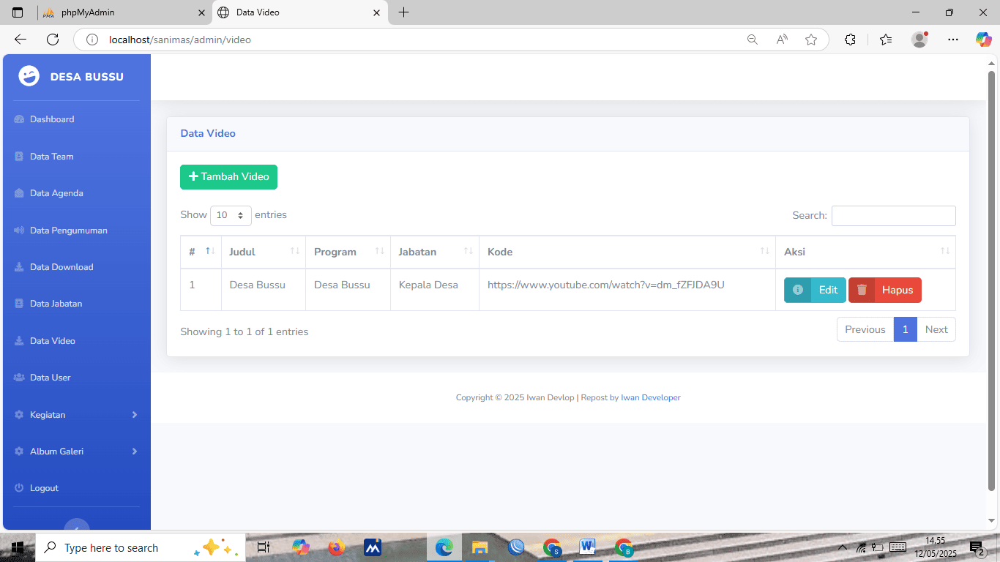 phpMyAdmin
Data Video
localhost/sanimas/admin/video
DESA BUSSU
Dashboard
Data Team
Data Agenda
Data Pengumuman
Data Download
Data Jabatan
Data Video
Data User
Kegiatan
Album Galeri
Logout
Data Video
Tambah Video
Show 10 entries
Search:
# Judul Program Jabatan Kode Aksi
1 Desa Bussu Desa Bussu Kepala Desa https://www.youtube.com/watch?v=dm_fZFJDA9U Edit Hapus
Showing 1 to 1 of 1 entries
Previous 1 Next
Copyright © 2025 Iwan Devlop | Repost by Iwan Developer
Type here to search
14,55
12/05/2025
2